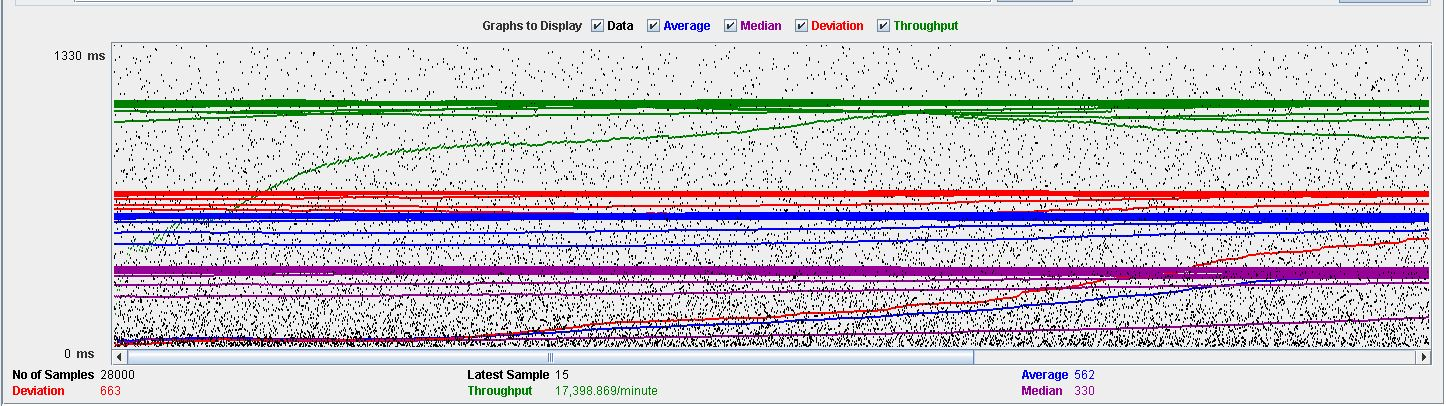 Graphs to Display Data Average Median Deviation Throughput
1330 ms
0 ms
No of Samples 28000 Latest Sample 15 Average 562
Deviation 663 Throughput 17,398.869/minute Median 330